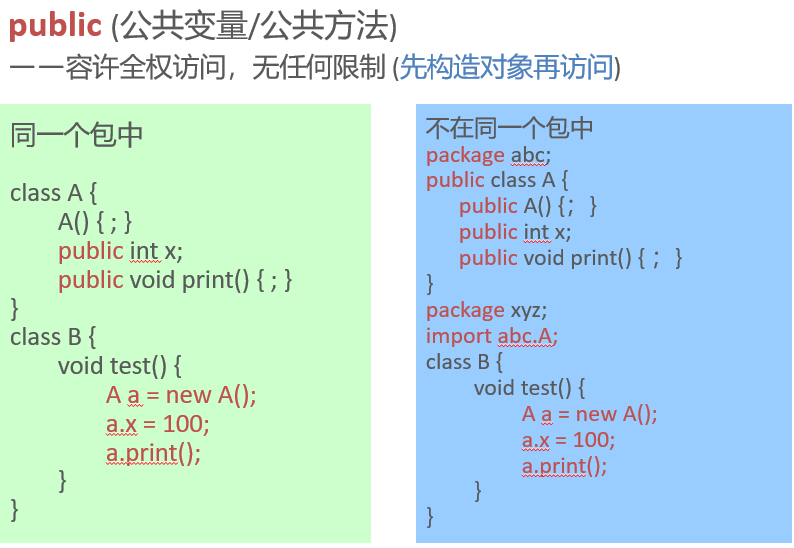 public (公共变量/公共方法)
——容许全权访问，无任何限制 (先构造对象再访问)
同一个包中
class A {
A() { ; }
public int x;
public void print() { ; }
}
class B {
void test() {
A a = new A();
a.x = 100;
a.print();
}
}
不在同一个包中
package abc;
public class A {
public A() {； }
public int x;
public void print() { ； }
}
package xyz;
import abc.A;
class B {
void test() {
A a = new A();
a.x = 100;
a.print();
}
}